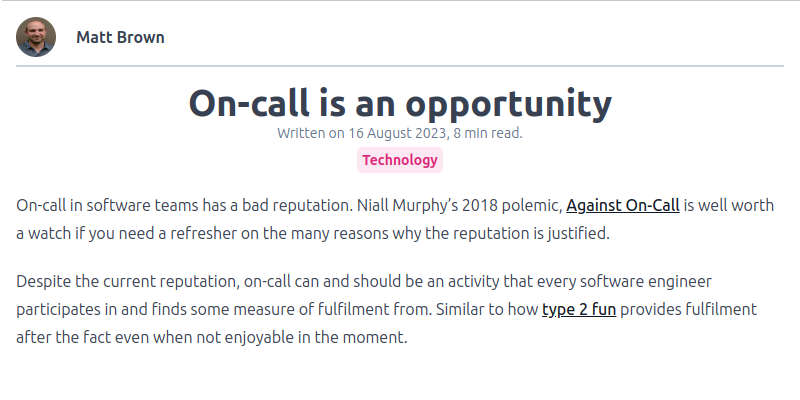 Matt Brown
On-call is an opportunity
Written on 16 August 2023, 8 min read.
Technology
On-call in software teams has a bad reputation. Niall Murphy’s 2018 polemic, Against On-Call is well worth
a watch if you need a refresher on the many reasons why the reputation is justified.
Despite the current reputation, on-call can and should be an activity that every software engineer
participates in and finds some measure of fulfilment from. Similar to how type 2 fun provides fulfilment
after the fact even when not enjoyable in the moment.